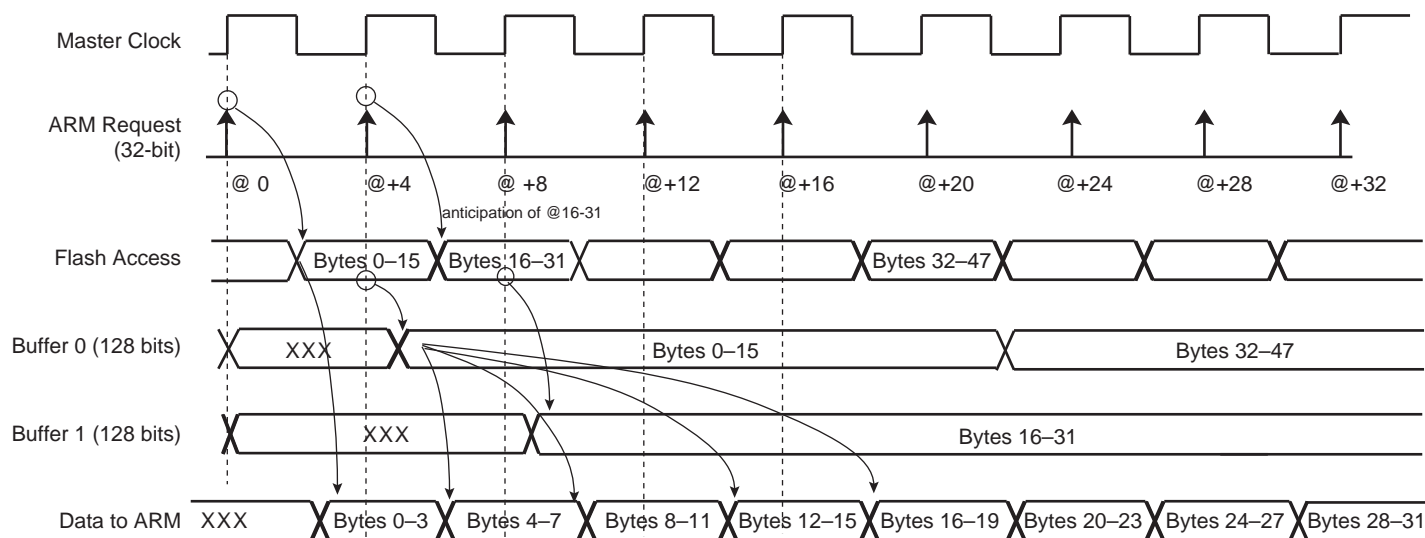 Master Clock
ARM Request
(32-bit)
@ 0
@+4
@ +8
@+12
@+16
@+20
@+24
@+28
@+32
anticipation of @16-31
Flash Access
Bytes 0–15
Bytes 16–31
Bytes 32–47
Buffer 0 (128 bits)
XXX
Bytes 0–15
Bytes 32–47
Buffer 1 (128 bits)
XXX
Bytes 16–31
Data to ARM
XXX
Bytes 0–3
Bytes 4–7
Bytes 8–11
Bytes 12–15
Bytes 16–19
Bytes 20–23
Bytes 24–27
Bytes 28–31